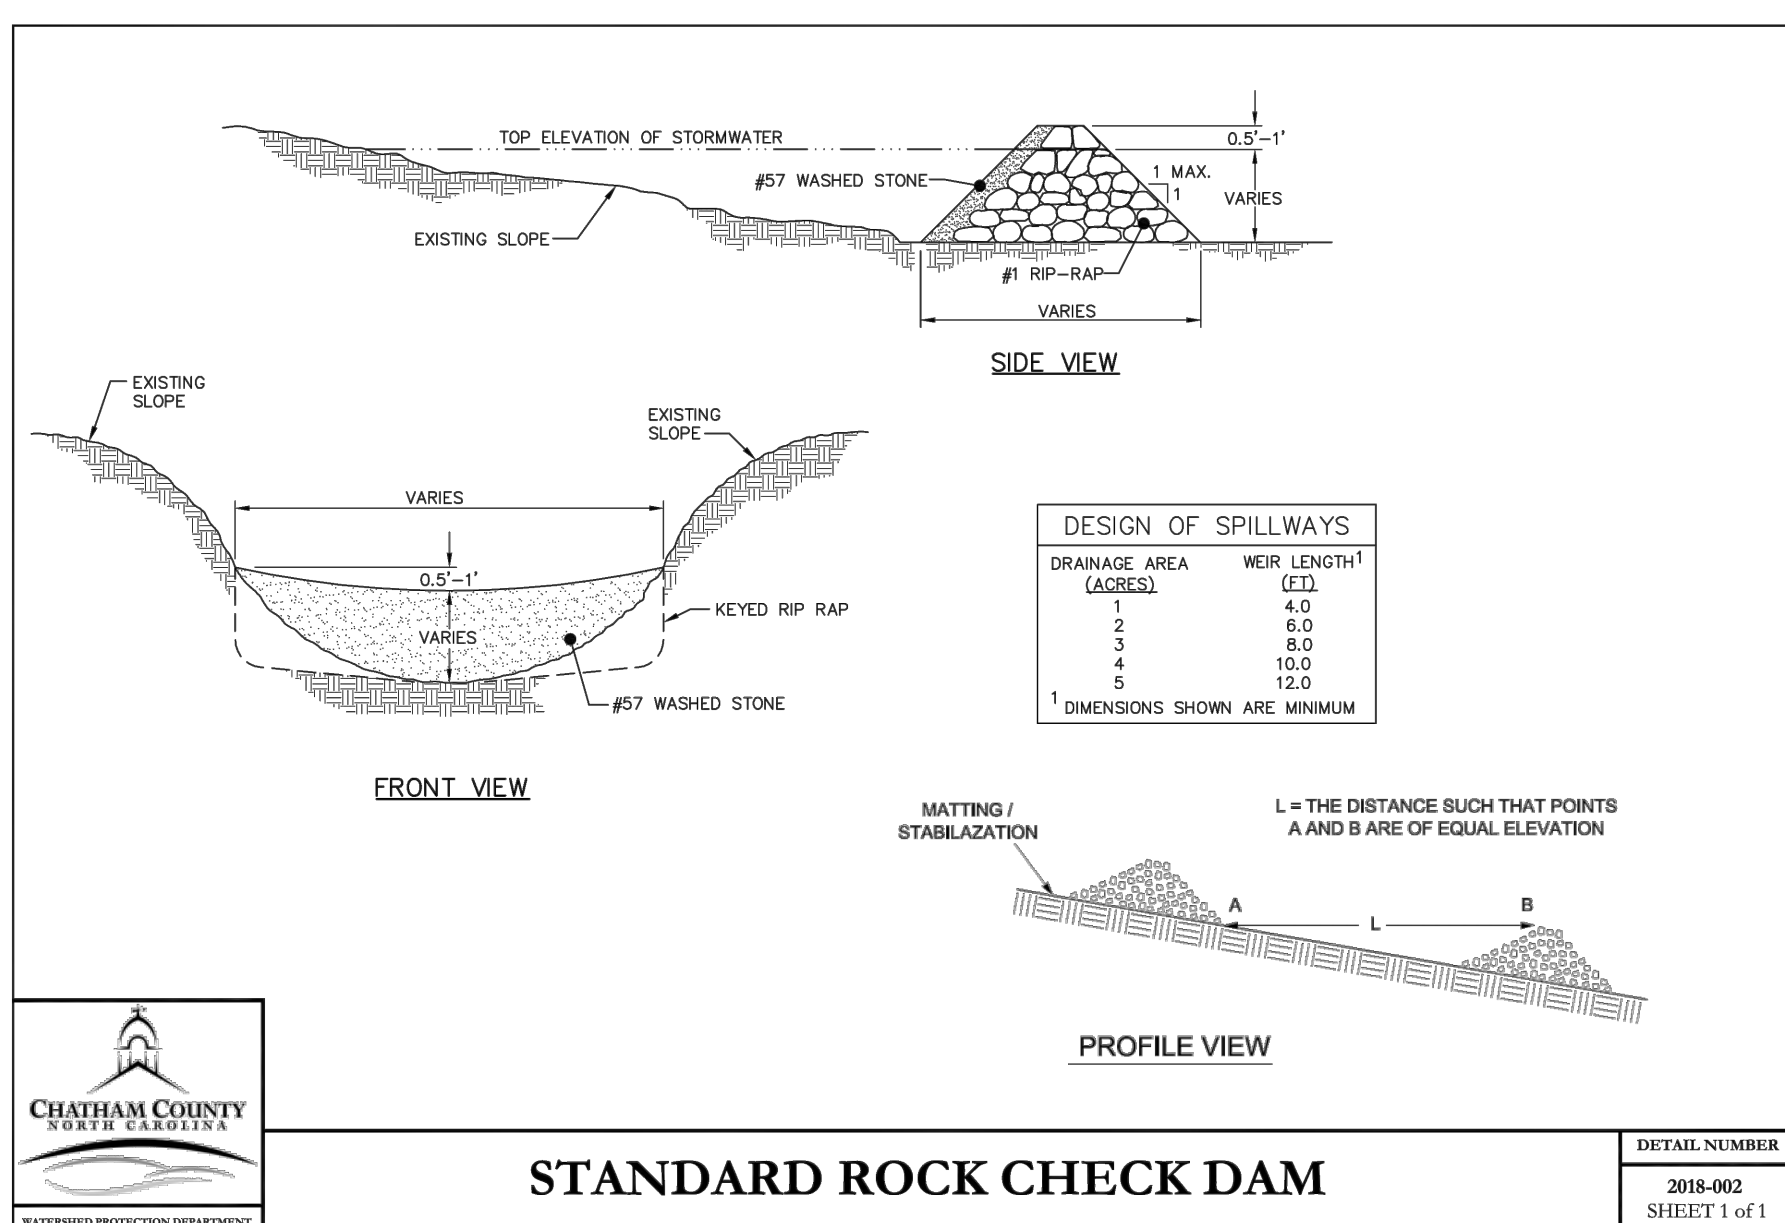 TOP ELEVATION OF STORMWATER
0.5'-1'
#57 WASHED STONE
1 MAX.
1
VARIES
EXISTING SLOPE
#1 RIP-RAP
VARIES
SIDE VIEW
EXISTING
SLOPE
EXISTING
SLOPE
VARIES
0.5'-1'
KEYED RIP RAP
VARIES
#57 WASHED STONE
FRONT VIEW
DESIGN OF SPILLWAYS
DRAINAGE AREA WEIR LENGTH1
(ACRES) (FT)
1 4.0
2 6.0
3 8.0
4 10.0
5 12.0
1 DIMENSIONS SHOWN ARE MINIMUM
MATTING /
STABILAZATION
L = THE DISTANCE SUCH THAT POINTS
A AND B ARE OF EQUAL ELEVATION
A
B
L
PROFILE VIEW
CHATHAM COUNTY
NORTH CAROLINA
WATERSHED PROTECTION DEPARTMENT
STANDARD ROCK CHECK DAM
DETAIL NUMBER
2018-002
SHEET 1 of 1